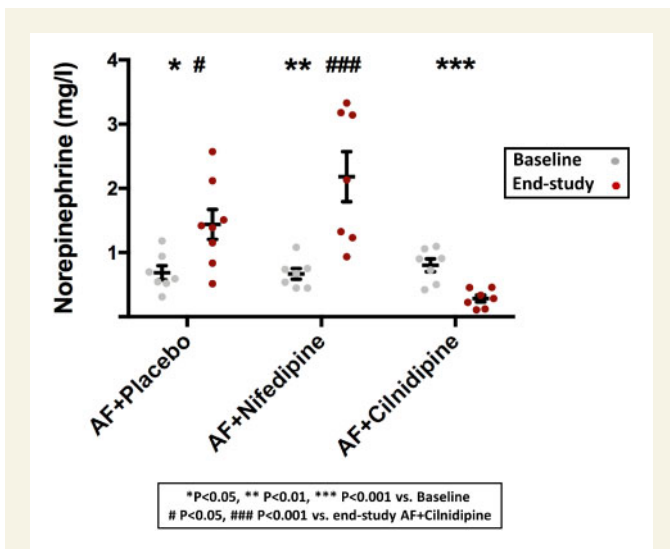 Norepinephrine (mg/l)
4
3
2
1
* #
** ###
***
Baseline
End-study
AF+Placebo
AF+Nifedipine
AF+Cilnidipine
*P<0.05, ** P<0.01, *** P<0.001 vs. Baseline
# P<0.05, ### P<0.001 vs. end-study AF+Cilnidipine